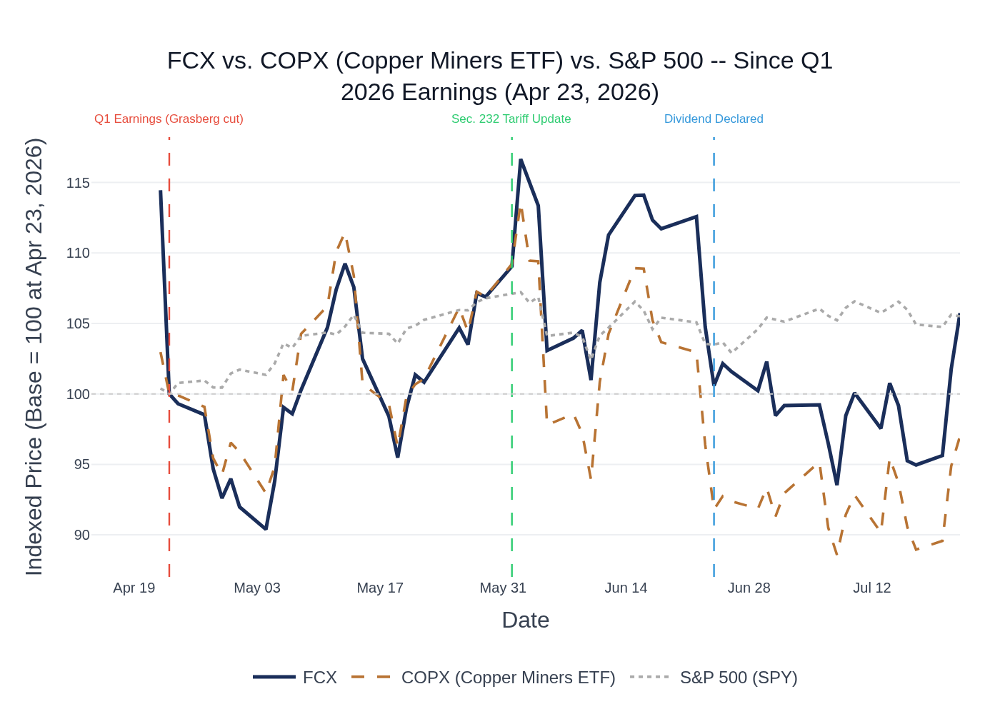 FCX vs. COPX (Copper Miners ETF) vs. S&P 500 -- Since Q1
2026 Earnings (Apr 23, 2026)
Q1 Earnings (Grasberg cut)
Sec. 232 Tariff Update
Dividend Declared
Indexed Price (Base = 100 at Apr 23, 2026)
115
110
105
100
95
90
Apr 19
May 03
May 17
May 31
Jun 14
Jun 28
Jul 12
Date
FCX
COPX (Copper Miners ETF)
S&P 500 (SPY)